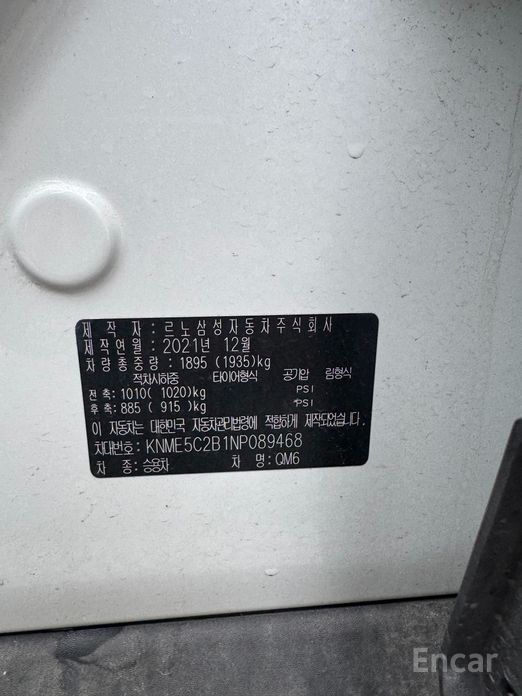 제 작 자 : 르노삼성자동차주식회사
제작연월 : 2021년 12월
차량총중량 : 1895 (1935)kg
적차시하중 타이어형식 공기압 림형식
전 축 : 1010( 1020)kg PSI
후 축 : 885 ( 915)kg PSI
이 자동차는 대한민국 자동차관리법령에 적합하게 제작되었습니다.
차대번호 : KNME5C2B1NP089468
차 종 : 승용차 차 명 : QM6
Encar